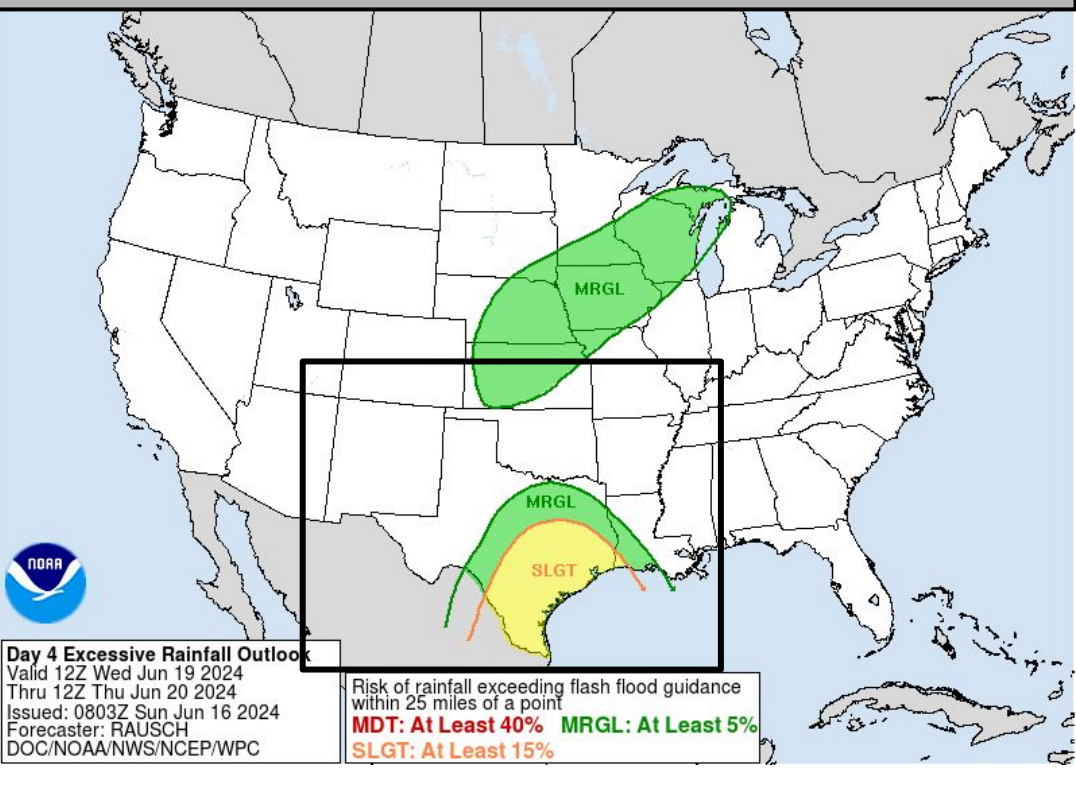 MRGL
MRGL
SLGT
NOAA
Day 4 Excessive Rainfall Outlook
Valid 12Z Wed Jun 19 2024
Thru 12Z Thu Jun 20 2024
Issued: 0803Z Sun Jun 16 2024
Forecaster: RAUSCH
DOC/NOAA/NWS/NCEP/WPC
Risk of rainfall exceeding flash flood guidance
within 25 miles of a point
MDT: At Least 40% MRGL: At Least 5%
SLGT: At Least 15%